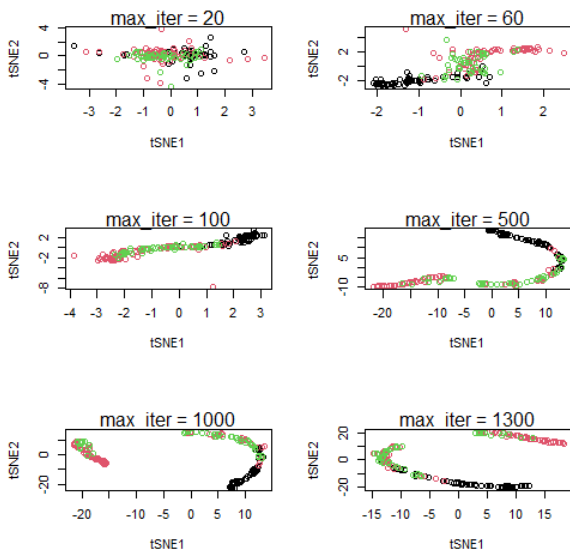 max_iter = 20
max_iter = 60
tSNE2
4
0
-4
tSNE2
2
-2
-3 -2 -1 0 1 2 3
-2 -1 0 1 2
tSNE1
tSNE1
max_iter = 100
max_iter = 500
tSNE2
2
-2
-8
tSNE2
5
-10
-4 -3 -2 -1 0 1 2 3
-20 -10 -5 0 5 10
tSNE1
tSNE1
max_iter = 1000
max_iter = 1300
tSNE2
0
-20
tSNE2
20
0
-20
-20 -10 0 5 10
-15 -10 -5 0 5 10 15
tSNE1
tSNE1